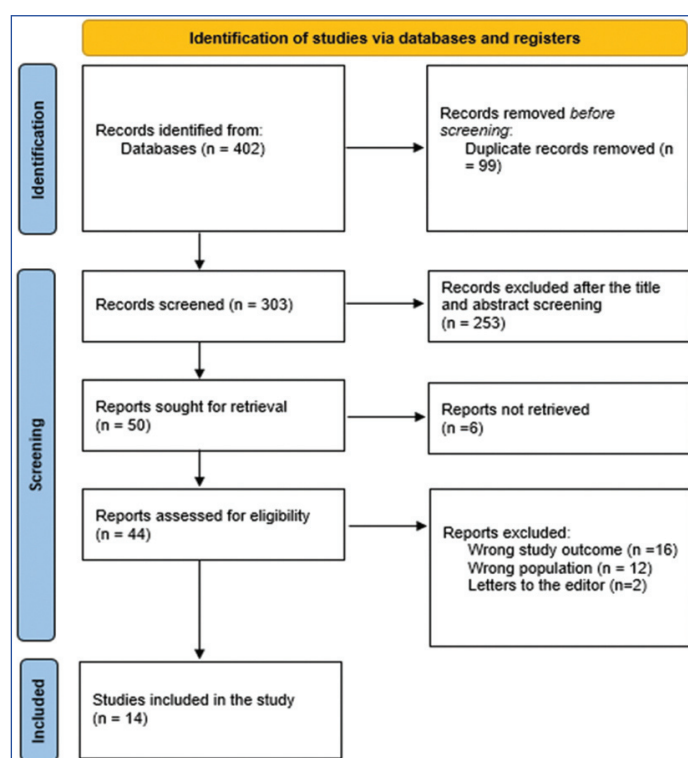 Identification of studies via databases and registers
Identification
Records identified from:
Databases (n = 402)
Records removed before
screening:
Duplicate records removed (n
= 99)
Screening
Records screened (n = 303)
Records excluded after the title
and abstract screening
(n = 253)
Reports sought for retrieval
(n = 50)
Reports not retrieved
(n =6)
Reports assessed for eligibility
(n = 44)
Reports excluded:
Wrong study outcome (n =16)
Wrong population (n = 12)
Letters to the editor (n=2)
Included
Studies included in the study
(n = 14)